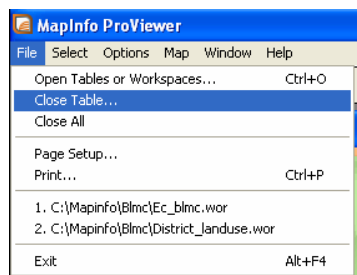 MapInfo ProViewer
File Select Options Map Window Help
Open Tables or Workspaces... Ctrl+O
Close Table...
Close All
Page Setup...
Print... Ctrl+P
1. C:\Mapinfo\Blmc\Ec_blmc.wor
2. C:\Mapinfo\Blmc\District_landuse.wor
Exit Alt+F4